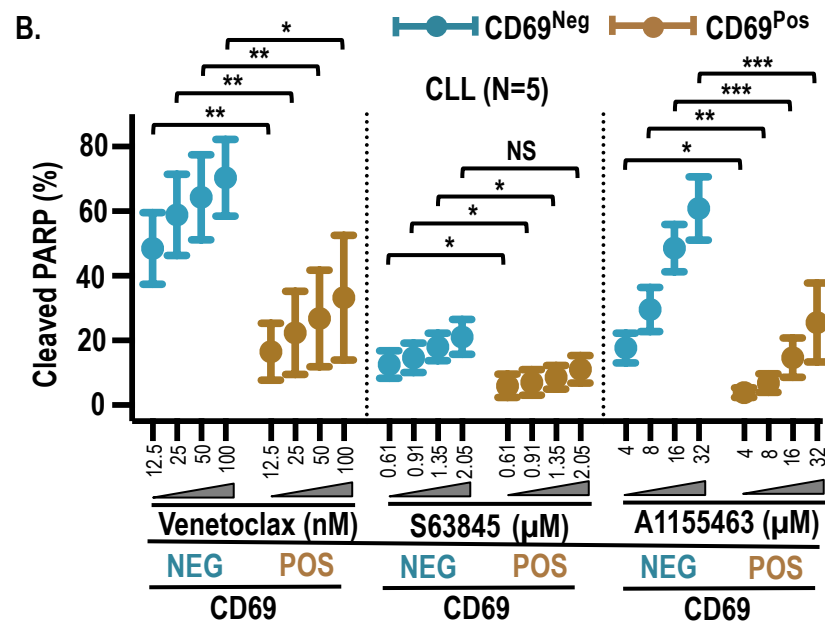 B.
CD69Neg CD69Pos
CLL (N=5)
* ** ** **
NS * * *
*** *** ** *
Cleaved PARP (%)
80
60
40
20
0
12.5 25 50 100 12.5 25 50 100 0.61 0.91 1.35 2.05 0.61 0.91 1.35 2.05 4 8 16 32 4 8 16 32
Venetoclax (nM) S63845 (µM) A1155463 (µM)
NEG POS NEG POS NEG POS
CD69 CD69 CD69